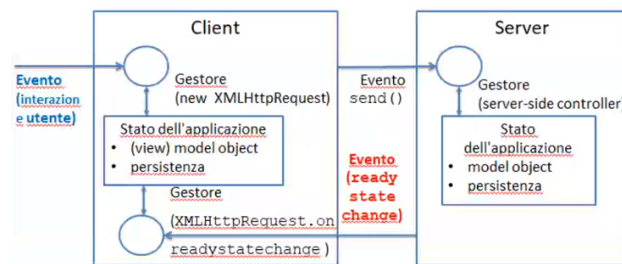 Client
Server
Evento
(interazion
e utente)
Gestore
(new XMLHttpRequest)
Stato dell'applicazione
• (view) model object
• persistenza
Gestore
(XMLHttpRequest.on
readystatechange)
Evento
send()
Evento
(ready
state
change)
Gestore
(server-side controller)
Stato
dell'applicazione
• model object
• persistenza